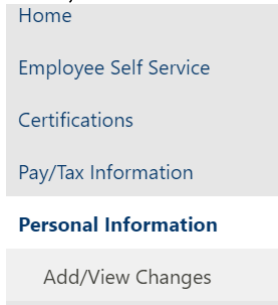 Home
Employee Self Service
Certifications
Pay/Tax Information
Personal Information
Add/View Changes